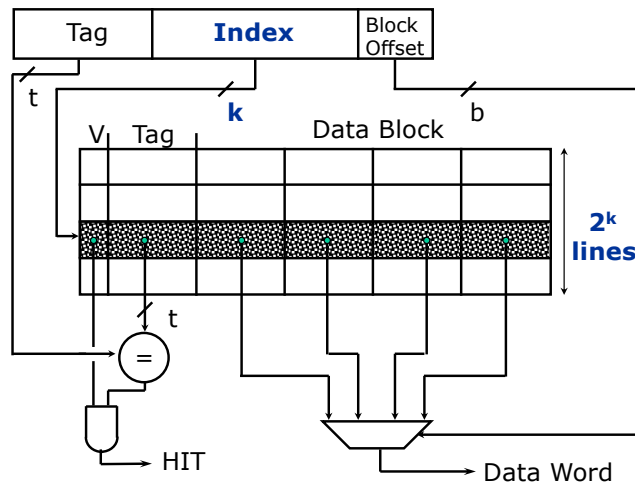 Tag
Index
Block
Offset
t
k
b
V
Tag
Data Block
2ᵏ
lines
t
=
HIT
Data Word